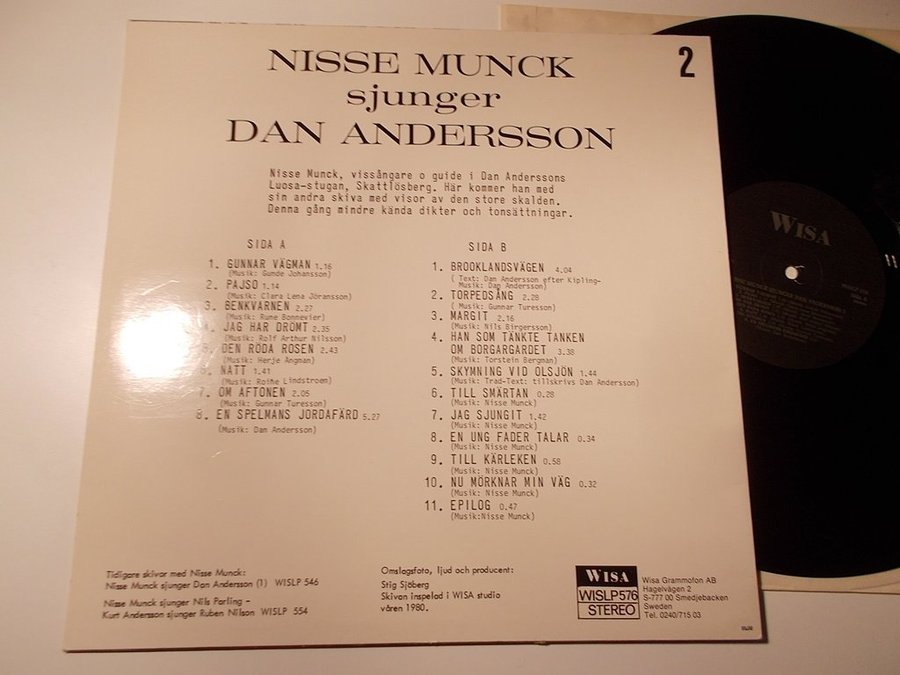 NISSE MUNCK
sjunger
DAN ANDERSSON
2
Nisse Munck, vissångare o guide i Dan Anderssons
Luosa-stugan, Skattlösberg. Här kommer han med
sin andra skiva med visor av den store skalden.
Denna gång mindre kända dikter och tonsättningar.
SIDA A
1. GUNNAR VÄGMAN 1.16
(Musik: Gunde Johansson)
2. PAJSO 1.14
(Musik: Clara Lena Jöransson)
3. BENKVARNEN 2.27
(Musik: Rune Bonnevier)
4. JAG HAR DRÖMT 2.35
(Musik: Rolf Arthur Nilsson)
5. DEN RÖDA ROSEN 2.43
(Musik: Herje Angman)
6. NATT 1.41
(Musik: Lindstroem)
7. OM AFTONEN 2.05
(Musik: Gunnar Turesson)
8. EN SPELMANS JORDAFÄRD 5.27
(Musik: Dan Andersson)
SIDA B
1. BROOKLANDSVÄGEN 4.04
( Text: Dan Andersson efter Kipling-
Musik: Dan Andersson)
2. TORPEDSÅNG 2.28
( Musik: Gunnar Turesson)
3. MARGIT 2.16
(Musik: Nils Birgersson)
4. HAN SOM TÄNKTE TANKEN
OM BORGARGARDET 3.38
(Musik: Torstein Bergman)
5. SKYMNING VID OLSJÖN 1.44
(Musik: Trad-Text: tillskrivs Dan Andersson)
6. TILL SMÄRTAN 0.28
(Musik: Nisse Munck)
7. JAG SJUNGIT 1.42
(Musik: Nisse Munck)
8. EN UNG FADER TALAR 0.34
(Musik: Nisse Munck)
9. TILL KÄRLEKEN 0.58
(Musik: Nisse Munck)
10. NU MÖRKNAR MIN VÄG 0.32
(Musik: Nisse Munck)
11. EPILOG 0.47
(Musik:Nisse Munck)
Tidigare skivor med Nisse Munck:
Nisse Munck sjunger Dan Andersson (1) WISLP 546
Nisse Munck sjunger Nils Parling -
Kurt Andersson sjunger Ruben Nilson WISLP 554
Omslagsfoto, ljud och producent:
Stig Sjöberg
Skivan inspelad i WISA studio
våren 1980.
WISA
WISLP576
STEREO
Wisa Grammofon AB
Hagelvägen 2
S-777 00 Smedjebacken
Sweden
Tel. 0240/715 03
WISA